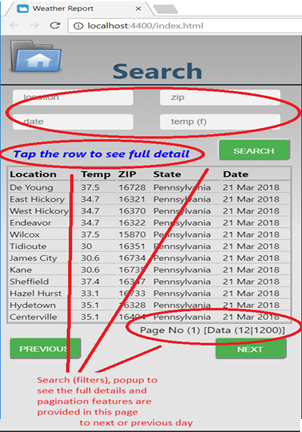 Weather Report
localhost:4400/index.html
Search
location zip
date temp (f)
Tap the row to see full detail
SEARCH
Location Temp ZIP State Date
De Young 37.5 16728 Pennsylvania 21 Mar 2018
East Hickory 34.7 16321 Pennsylvania 21 Mar 2018
West Hickory 34.7 16370 Pennsylvania 21 Mar 2018
Endeavor 34.7 16322 Pennsylvania 21 Mar 2018
Wilcox 37.5 15870 Pennsylvania 21 Mar 2018
Tidioute 30 16351 Pennsylvania 21 Mar 2018
James City 30.6 16734 Pennsylvania 21 Mar 2018
Kane 30.6 16735 Pennsylvania 21 Mar 2018
Sheffield 37.4 16347 Pennsylvania 21 Mar 2018
Hazel Hurst 33.1 16733 Pennsylvania 21 Mar 2018
Hydetown 35.1 16328 Pennsylvania 21 Mar 2018
Centerville 35.1 16404 Pennsylvania 21 Mar 2018
Page No (1) [Data (12|1200)]
PREVIOUS NEXT
Search (filters), popup to
see the full details and
pagination features are
provided in this page
to next or previous day